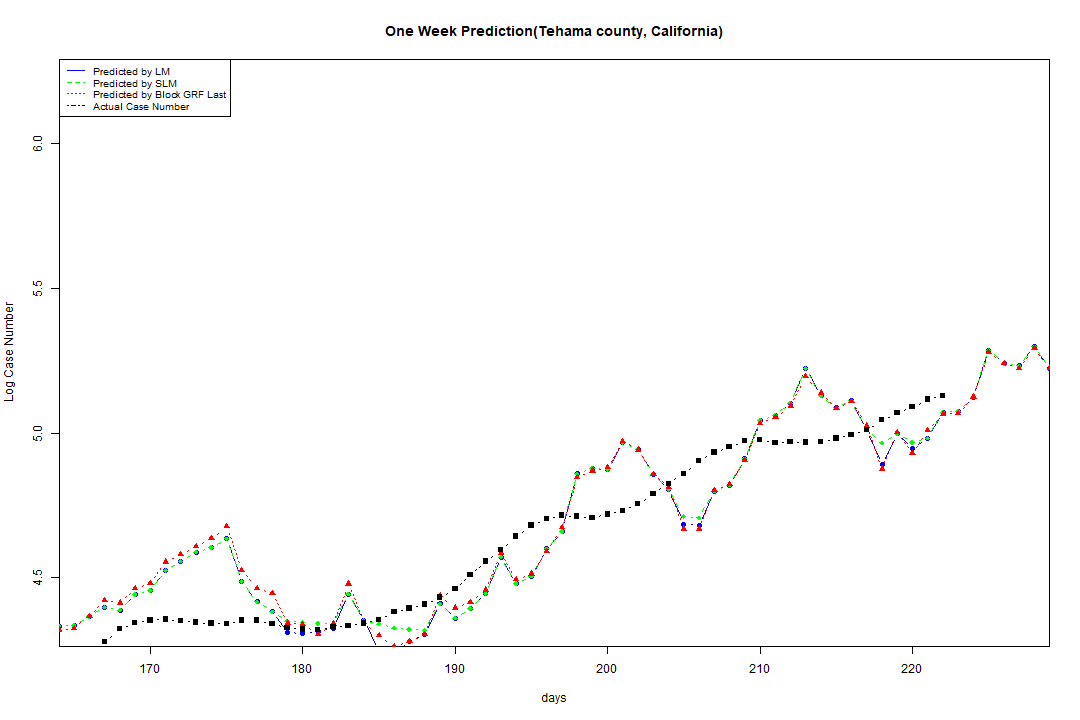 One Week Prediction(Tehama county, California)
Predicted by LM
Predicted by SLM
Predicted by Block GRF Last
Actual Case Number
6.0
5.5
5.0
4.5
Log Case Number
170 180 190 200 210 220
days